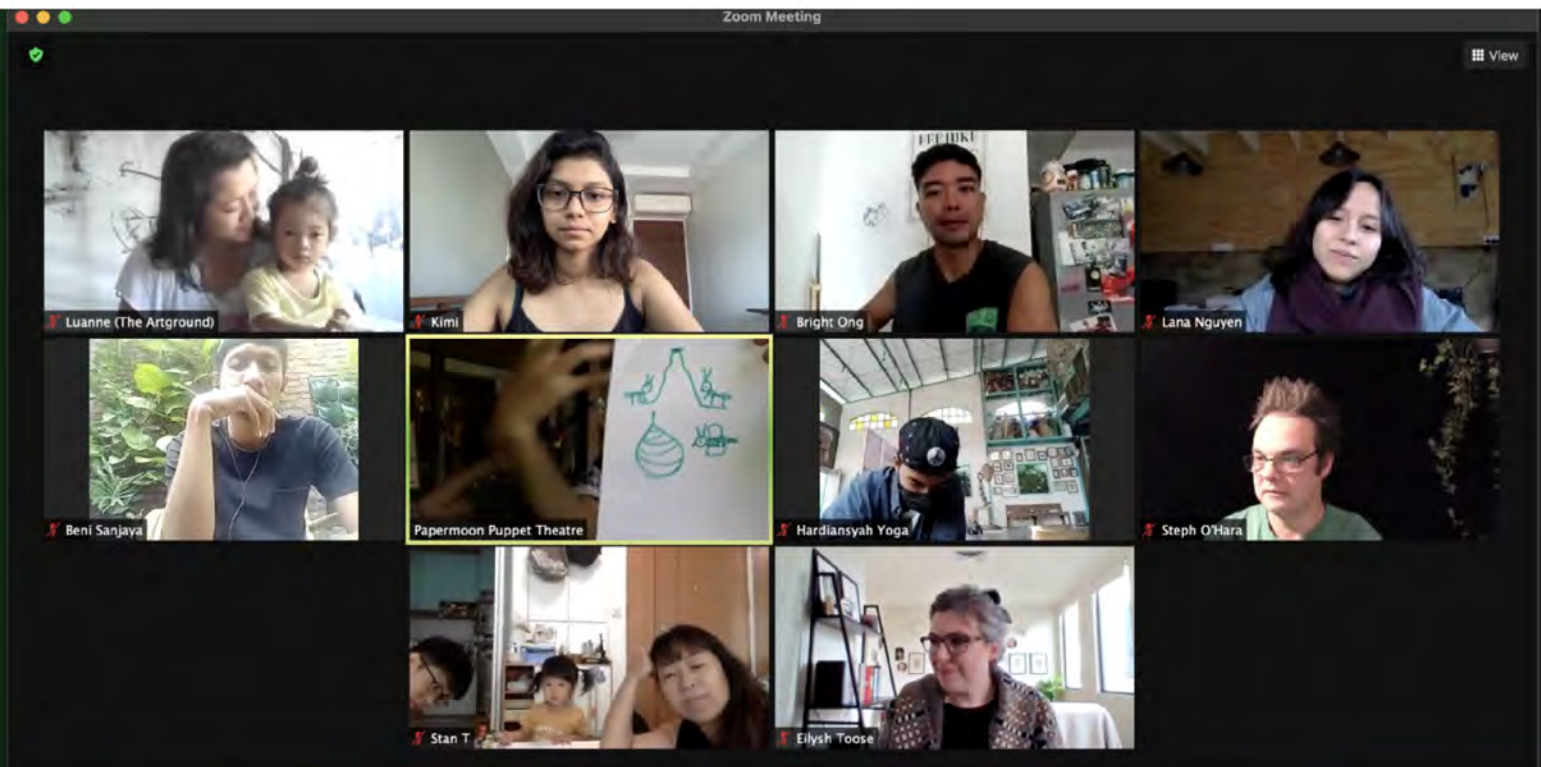 Zoom Meeting
View
Luanne (The Artground)
Kimi
Bright Ong
Lana Nguyen
Beni Sanjaya
Papermoon Puppet Theatre
Hardiansyah Yoga
Steph O'Hara
Stan T
Eilysh Toose